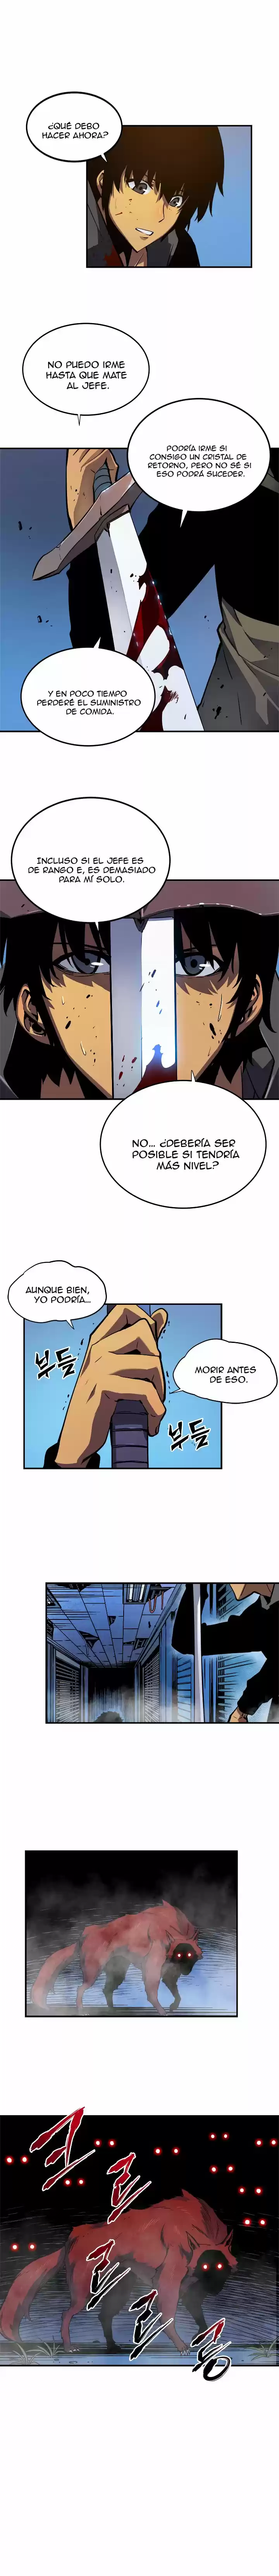 ¿QUÉ DEBO
HACER AHORA?
NO PUEDO IRME
HASTA QUE MATE
AL JEFE.
PODRÍA IRME SI
CONSIGO UN CRISTAL DE
RETORNO, PERO NO SÉ SI
ESO PODRÁ SUCEDER.
Y EN POCO TIEMPO
PERDERÉ EL SUMINISTRO
DE COMIDA.
INCLUSO SI EL JEFE ES
DE RANGO E, ES DEMASIADO
PARA MÍ SOLO.
NO... ¿DEBERÍA SER
POSIBLE SI TENDRÍA
MÁS NIVEL?
AUNQUE BIEN,
YO PODRÍA...
부들
MORIR ANTES
DE ESO.
부들